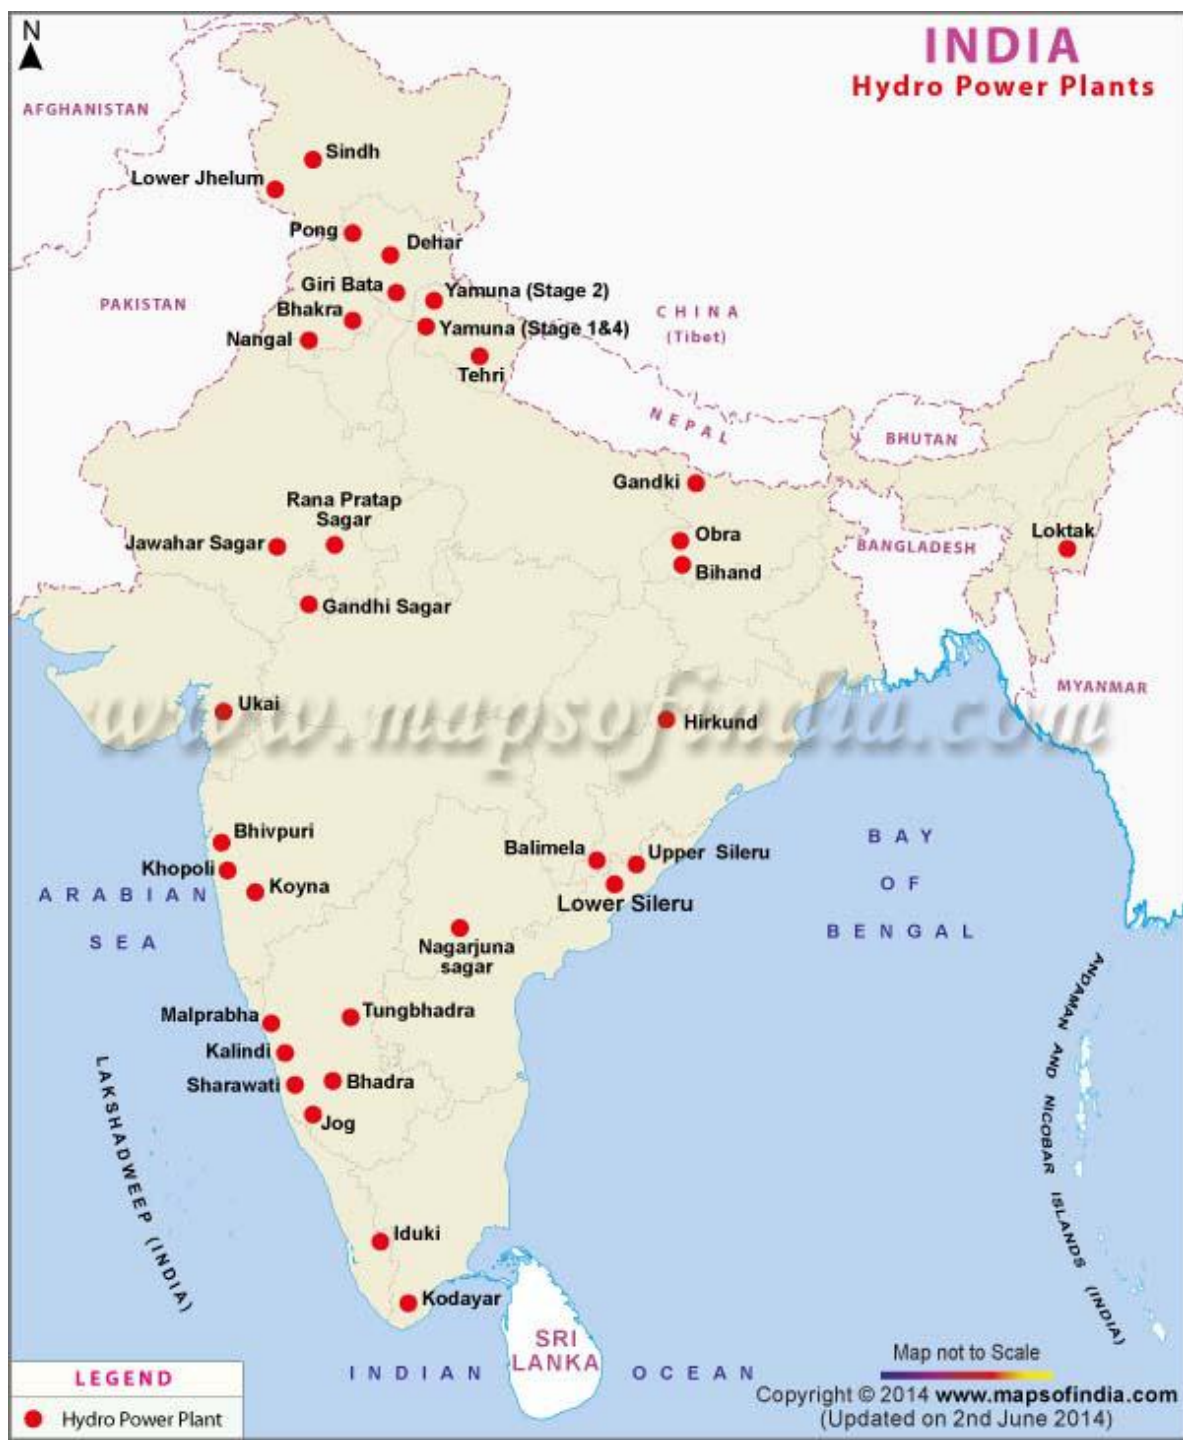 N
INDIA
Hydro Power Plants
AFGHANISTAN
Sindh
Lower Jhelum
Pong
Dehar
Giri Bata
Yamuna (Stage 2)
PAKISTAN
Bhakra
CHINA
(Tibet)
Yamuna (Stage 1&4)
Nangal
Tehri
NEPAL
BHUTAN
Gandki
Rana Pratap
Sagar
Jawahar Sagar
Obra
Loktak
BANGLADESH
Bihand
Gandhi Sagar
MYANMAR
Ukai
Hirkund
www.mapsofindia.com
Bhivpuri
BAY
OF
BENGAL
Balimela
Upper Sileru
Khopoli
Koyna
ARABIAN
SEA
Lower Sileru
Nagarjuna
sagar
Malprabha
Tungbhadra
Kalindi
Sharawati
Bhadra
Jog
LAKSHADWEEP (INDIA)
ANDAMAN AND NICOBAR ISLANDS (INDIA)
Iduki
Kodayar
SRI
LANKA
INDIAN OCEAN
LEGEND
Hydro Power Plant
Map not to Scale
Copyright © 2014 www.mapsofindia.com
(Updated on 2nd June 2014)